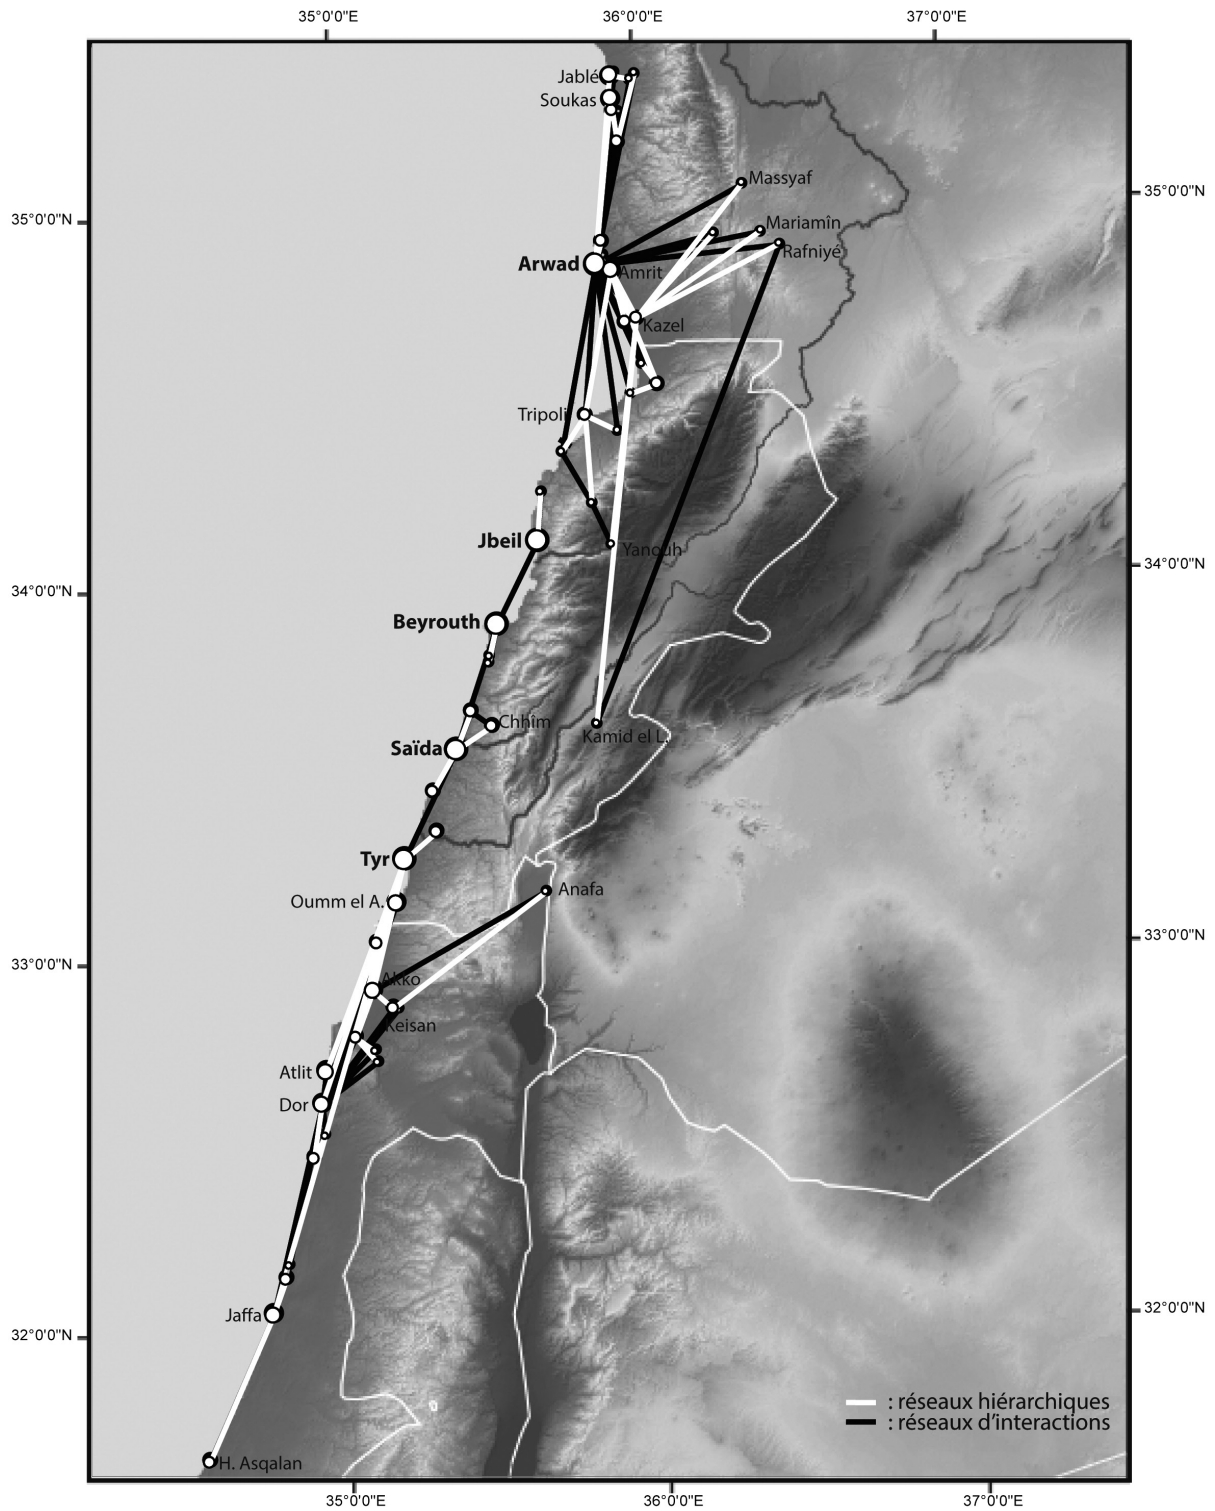 35°0'0"E 36°0'0"E 37°0'0"E
Jablé
Soukas
Massyaf
35°0'0"N
35°0'0"N
Mariamîn
Rafniyé
Arwad
Amrit
Kazel
Tripoli
Jbeil
Yanouh
34°0'0"N
34°0'0"N
Beyrouth
Chhîm
Kamid el L.
Saïda
Tyr
Anafa
Oumm el A.
33°0'0"N
33°0'0"N
Akko
Keisan
Atlit
Dor
32°0'0"N
Jaffa
32°0'0"N
: réseaux hiérarchiques
: réseaux d'interactions
H. Asqalan
35°0'0"E 36°0'0"E 37°0'0"E